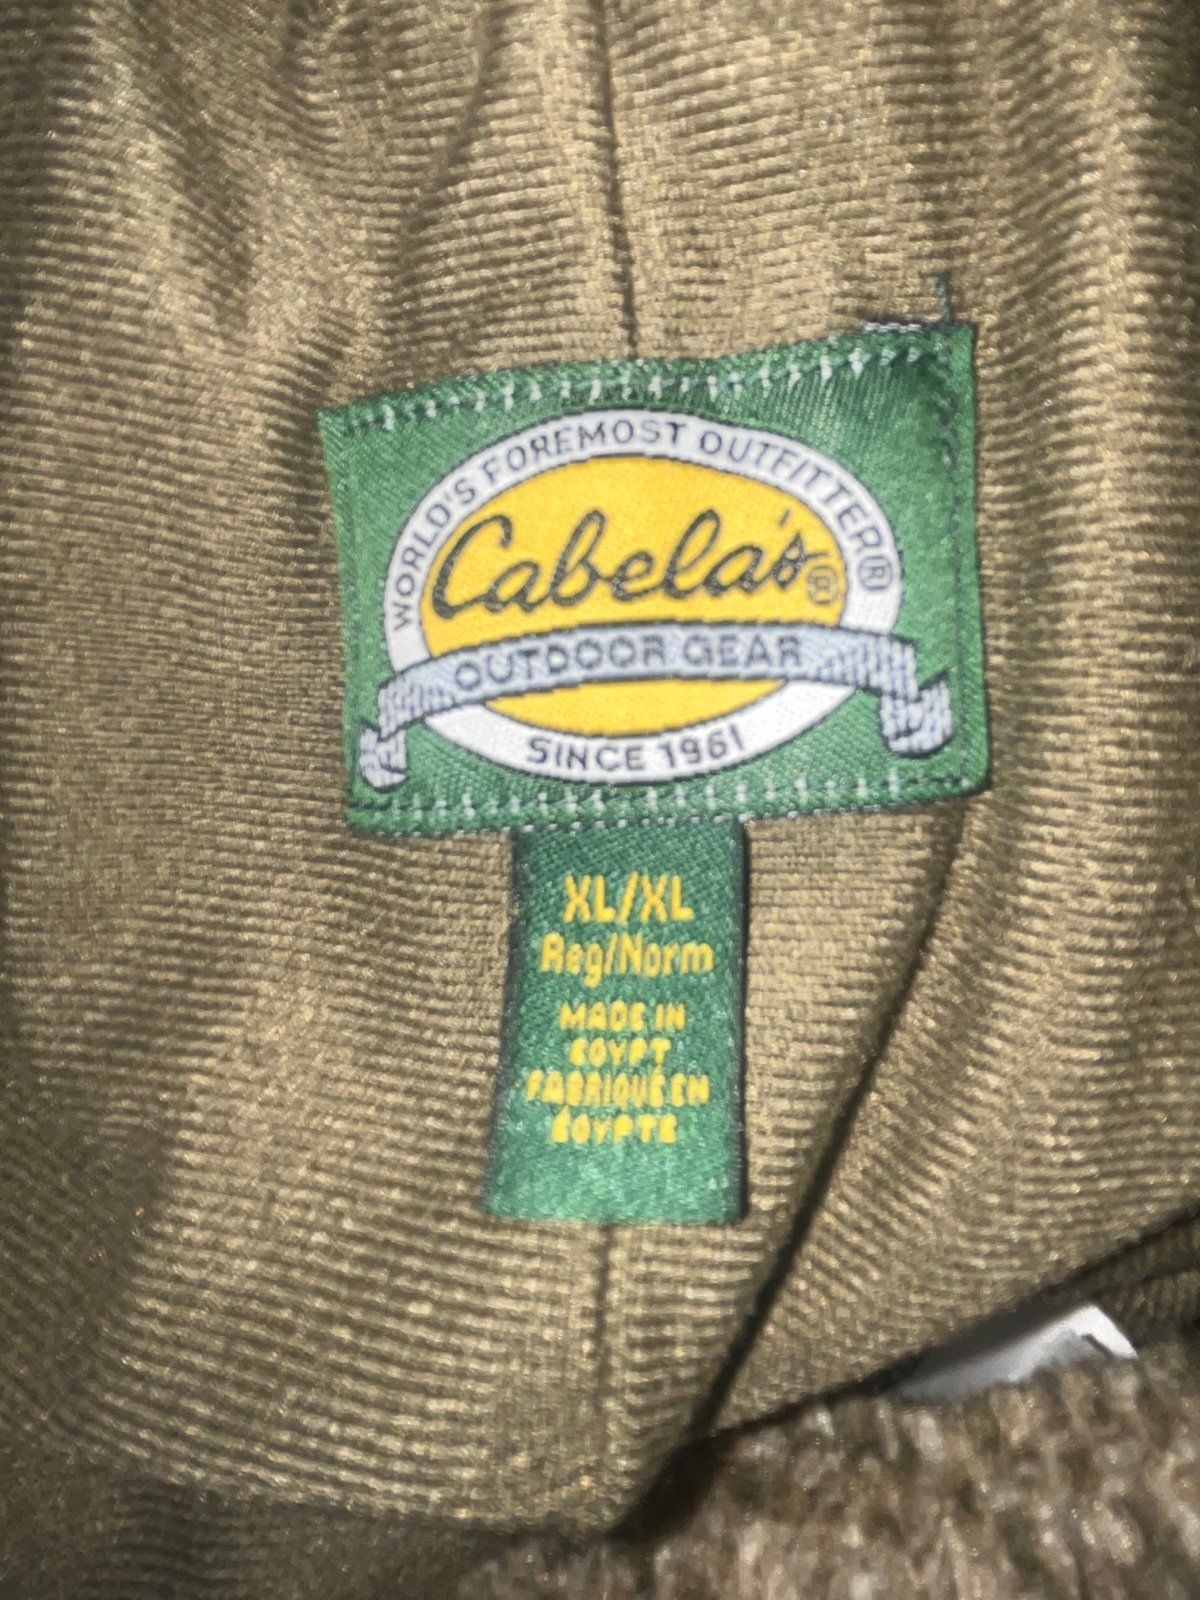 WORLD'S FOREMOST OUTFITTER®
Cabela's®
OUTDOOR GEAR
SINCE 1961
XL/XL
Reg/Norm
MADE IN
EGYPT
FABRIQUÉ EN
ÉGYPTE